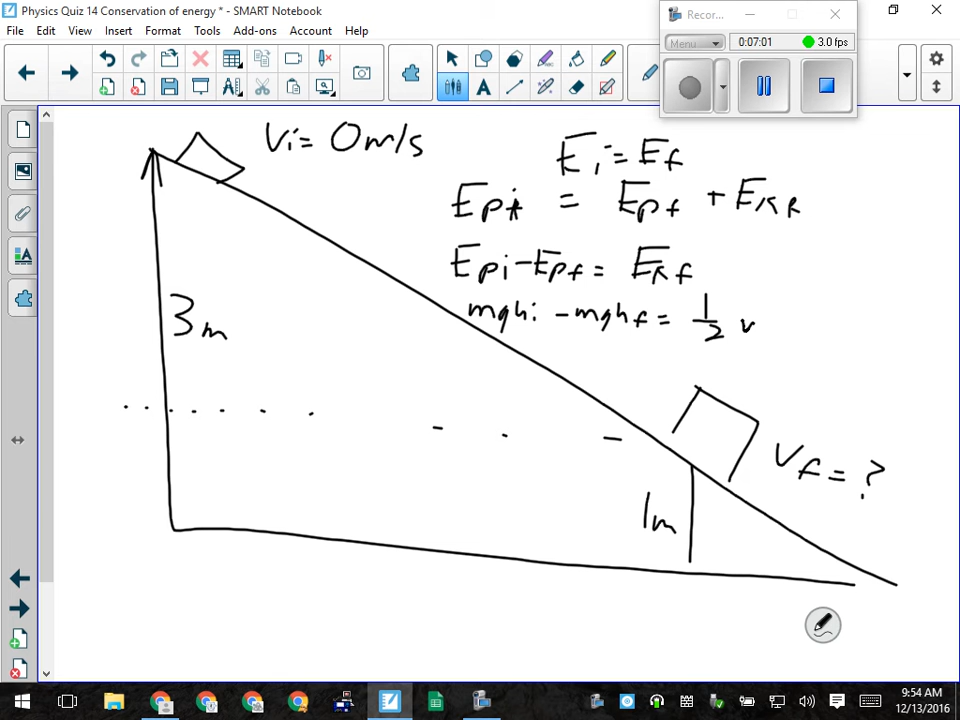 Physics Quiz 14 Conservation of energy * - SMART Notebook
Recor...
File Edit View Insert Format Tools Add-ons Account Help
Menu
0:07:01
3.0 fps
Vi = 0 m/s
Ei = Ef
Epi = Epf + EKf
Epi - Epf = EKf
mghi - mghf = 1/2 v
3 m
Vf = ?
1m
9:54 AM
12/13/2016